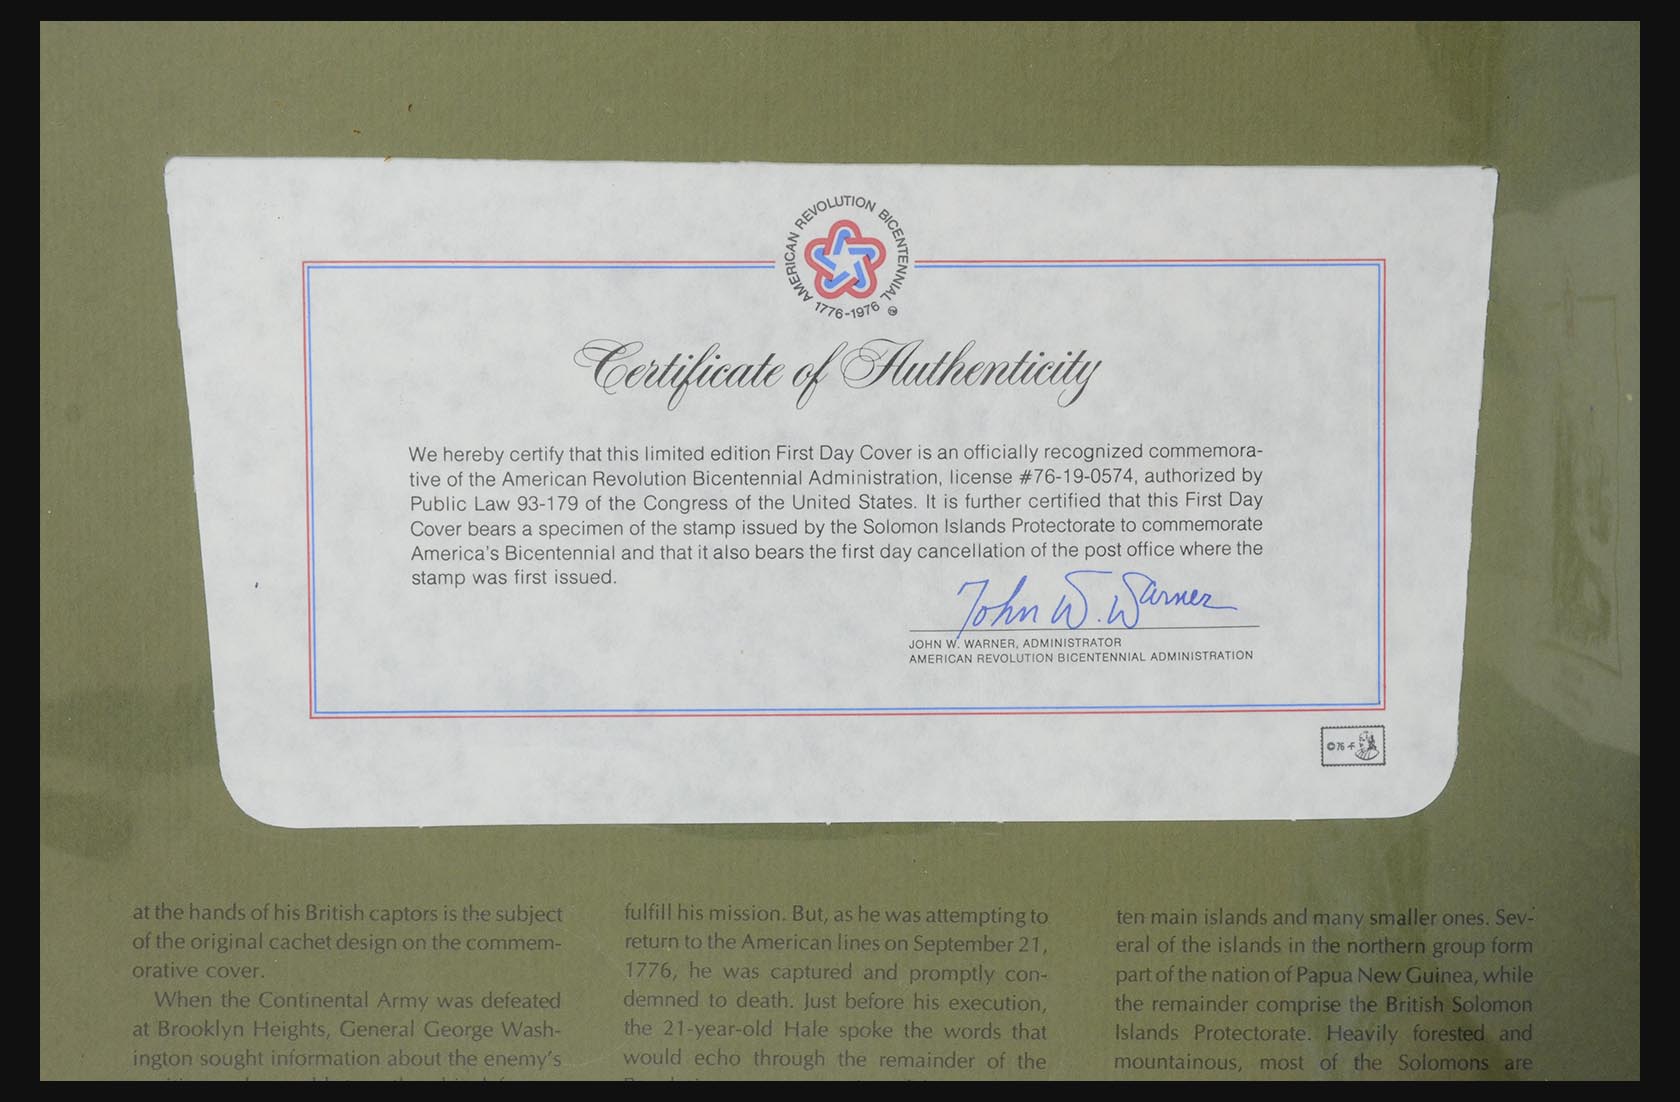 AMERICAN REVOLUTION BICENTENNIAL
1776-1976
Certificate of Authenticity
We hereby certify that this limited edition First Day Cover is an officially recognized commemora-
tive of the American Revolution Bicentennial Administration, license #76-19-0574, authorized by
Public Law 93-179 of the Congress of the United States. It is further certified that this First Day
Cover bears a specimen of the stamp issued by the Solomon Islands Protectorate to commemorate
America's Bicentennial and that it also bears the first day cancellation of the post office where the
stamp was first issued.
John W. Warner
JOHN W. WARNER, ADMINISTRATOR
AMERICAN REVOLUTION BICENTENNIAL ADMINISTRATION
©76 F
at the hands of his British captors is the subject
of the original cachet design on the commem-
orative cover.
When the Continental Army was defeated
at Brooklyn Heights, General George Wash-
ington sought information about the enemy's
fulfill his mission. But, as he was attempting to
return to the American lines on September 21,
1776, he was captured and promptly con-
demned to death. Just before his execution,
the 21-year-old Hale spoke the words that
would echo through the remainder of the
ten main islands and many smaller ones. Sev-
eral of the islands in the northern group form
part of the nation of Papua New Guinea, while
the remainder comprise the British Solomon
Islands Protectorate. Heavily forested and
mountainous, most of the Solomons are